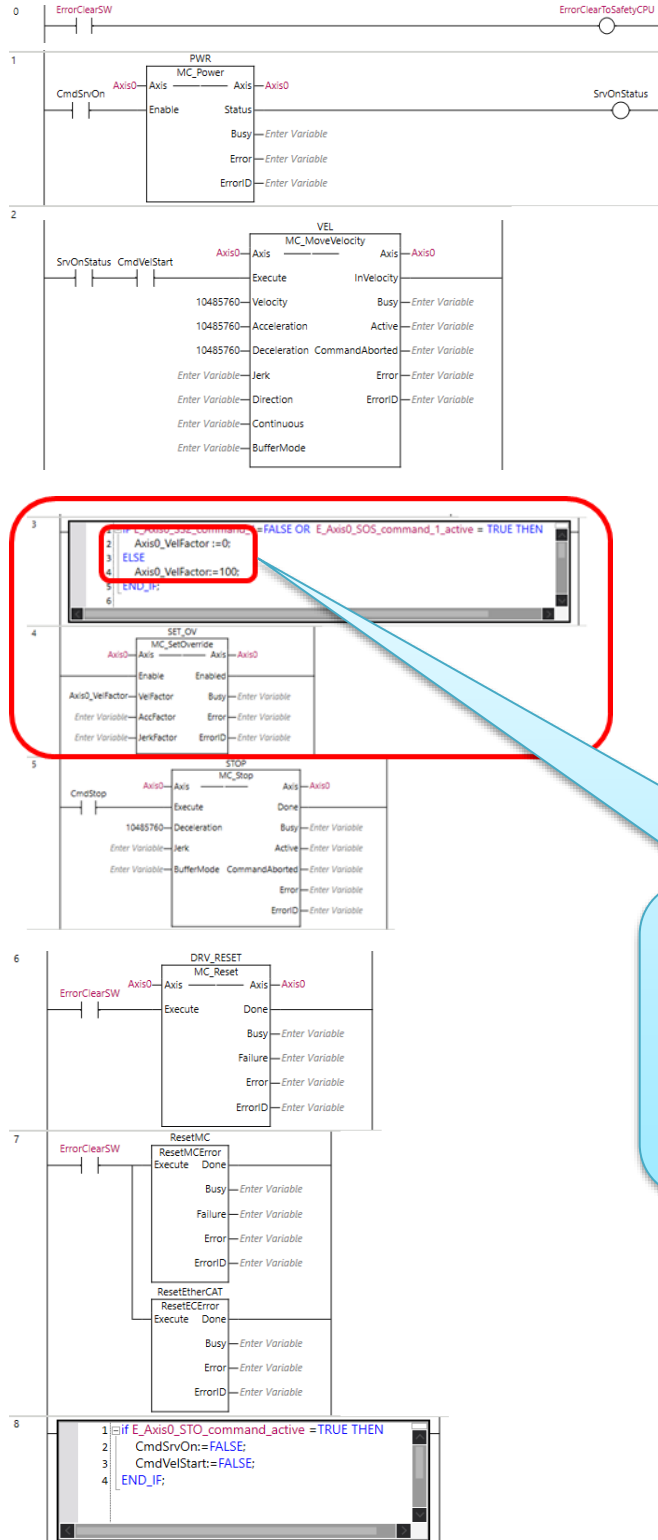 0
ErrorClearSW ErrorClearToSafetyCPU
1
PWR
MC_Power
CmdSrvOn Axis0 Axis Axis Axis0 SrvOnStatus
Enable Status
Busy Enter Variable
Error Enter Variable
ErrorID Enter Variable
2
VEL
MC_MoveVelocity
SrvOnStatus CmdVelStart Axis0 Axis Axis Axis0
Execute InVelocity
10485760 Velocity Busy Enter Variable
10485760 Acceleration Active Enter Variable
10485760 Deceleration CommandAborted Enter Variable
Enter Variable Jerk Error Enter Variable
Enter Variable Direction ErrorID Enter Variable
Enter Variable Continuous
Enter Variable BufferMode
3
=FALSE OR E_Axis0_SOS_command_1_active = TRUE THEN
2 Axis0_VelFactor :=0;
3 ELSE
4 Axis0_VelFactor:=100;
5 END_IF;
6
4
SET_OV
MC_SetOverride
Axis0 Axis Axis Axis0
Enable Enabled
Axis0_VelFactor VelFactor Busy Enter Variable
Enter Variable AccFactor Error Enter Variable
Enter Variable JerkFactor ErrorID Enter Variable
5
STOP
MC_Stop
CmdStop Axis0 Axis Axis Axis0
Execute Done
10485760 Deceleration Busy Enter Variable
Enter Variable Jerk Active Enter Variable
Enter Variable BufferMode CommandAborted Enter Variable
Error Enter Variable
ErrorID Enter Variable
6
DRV_RESET
MC_Reset
ErrorClearSW Axis0 Axis Axis Axis0
Execute Done
Busy Enter Variable
Failure Enter Variable
Error Enter Variable
ErrorID Enter Variable
7
ResetMC
ErrorClearSW ResetMCError
Execute Done
Busy Enter Variable
Failure Enter Variable
Error Enter Variable
ErrorID Enter Variable
ResetEtherCAT
ResetECError
Execute Done
Busy Enter Variable
Error Enter Variable
ErrorID Enter Variable
8
1 if E_Axis0_STO_command_active =TRUE THEN
2 CmdSrvOn:=FALSE;
3 CmdVelStart:=FALSE;
4 END_IF;